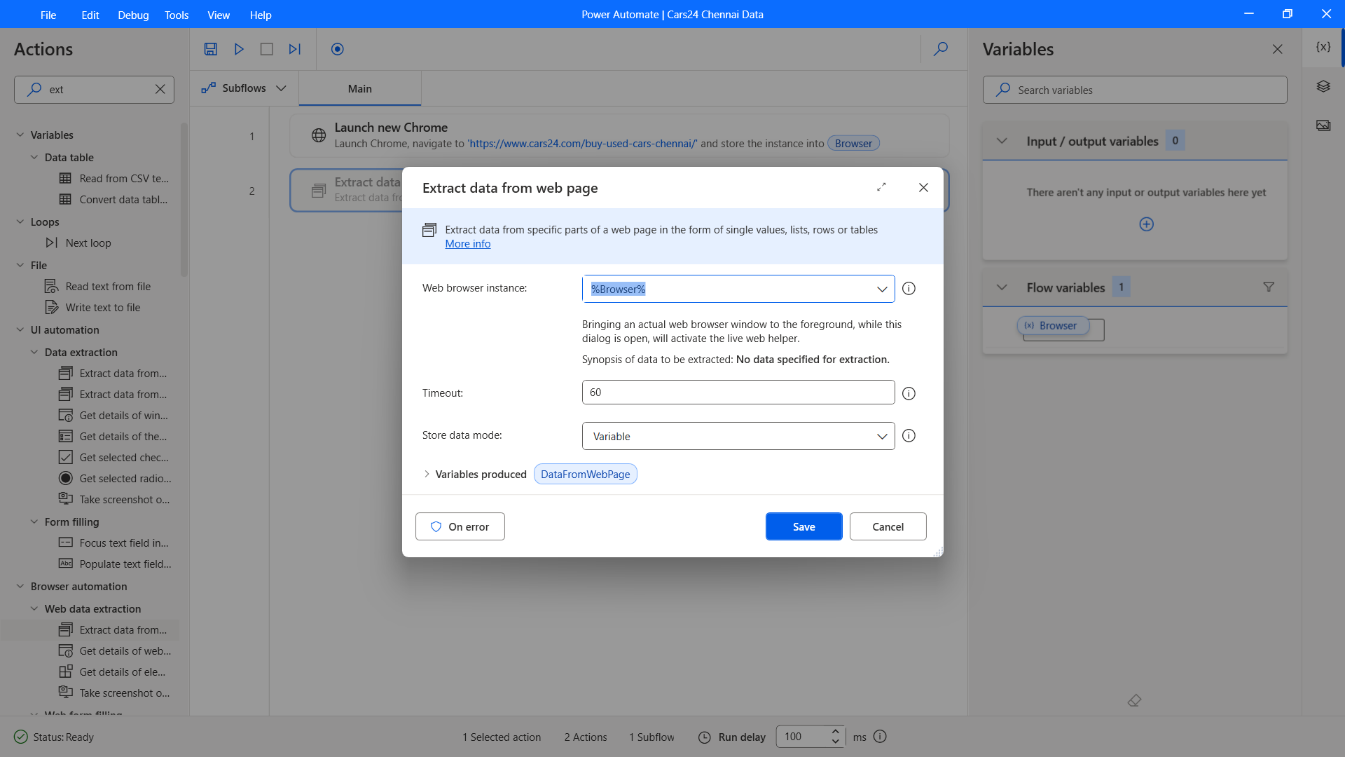 File Edit Debug Tools View Help
Power Automate | Cars24 Chennai Data
Actions
ext
Variables
Data table
Read from CSV te...
Convert data tabl...
Loops
Next loop
File
Read text from file
Write text to file
UI automation
Data extraction
Extract data from...
Extract data from...
Get details of win...
Get details of the...
Get selected chec...
Get selected radio...
Take screenshot o...
Form filling
Focus text field in...
Populate text field...
Browser automation
Web data extraction
Extract data from...
Get details of web...
Get details of ele...
Take screenshot o...
Web form filling
Subflows
Main
1
Launch new Chrome
Launch Chrome, navigate to 'https://www.cars24.com/buy-used-cars-chennai/' and store the instance into Browser
2
Extract data
Extract data fro
Extract data from web page
Extract data from specific parts of a web page in the form of single values, lists, rows or tables
More info
Web browser instance: %Browser%
Bringing an actual web browser window to the foreground, while this
dialog is open, will activate the live web helper.
Synopsis of data to be extracted: No data specified for extraction.
Timeout: 60
Store data mode: Variable
Variables produced DataFromWebPage
On error
Save
Cancel
Variables
Search variables
Input / output variables 0
There aren't any input or output variables here yet
Flow variables 1
(x) Browser
{x}
Status: Ready
1 Selected action
2 Actions
1 Subflow
Run delay 100 ms